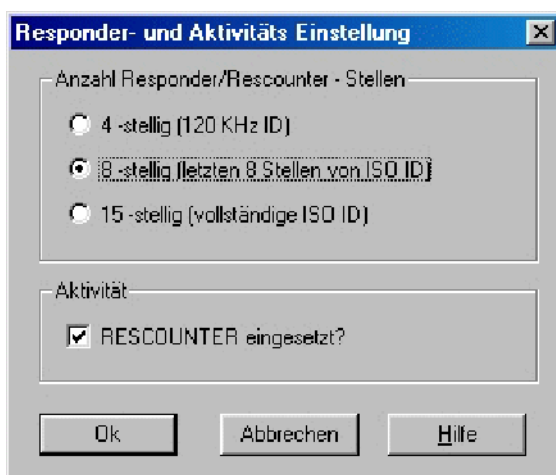 Responder- und Aktivitäts Einstellung
Anzahl Responder/Rescounter - Stellen
4 -stellig (120 KHz ID)
8 -stellig (letzten 8 Stellen von ISO ID)
15 -stellig (vollständige ISO ID)
Aktivität
RESCOUNTER eingesetzt?
Ok Abbrechen Hilfe